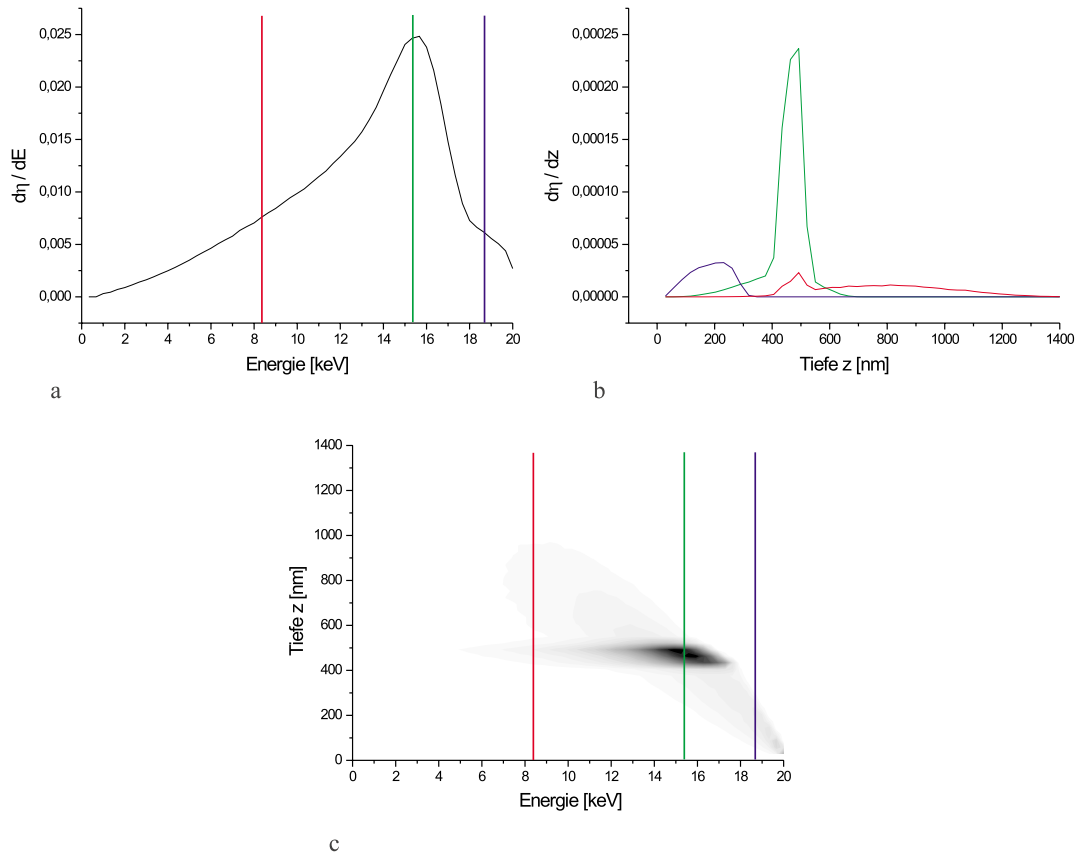 0,025
0,020
0,015
0,010
0,005
0,000
dη / dE
0 2 4 6 8 10 12 14 16 18 20
Energie [keV]
a
0,00025
0,00020
0,00015
0,00010
0,00005
0,00000
dη / dz
0 200 400 600 800 1000 1200 1400
Tiefe z [nm]
b
1400
1200
1000
800
600
400
200
0
Tiefe z [nm]
0 2 4 6 8 10 12 14 16 18 20
Energie [keV]
c